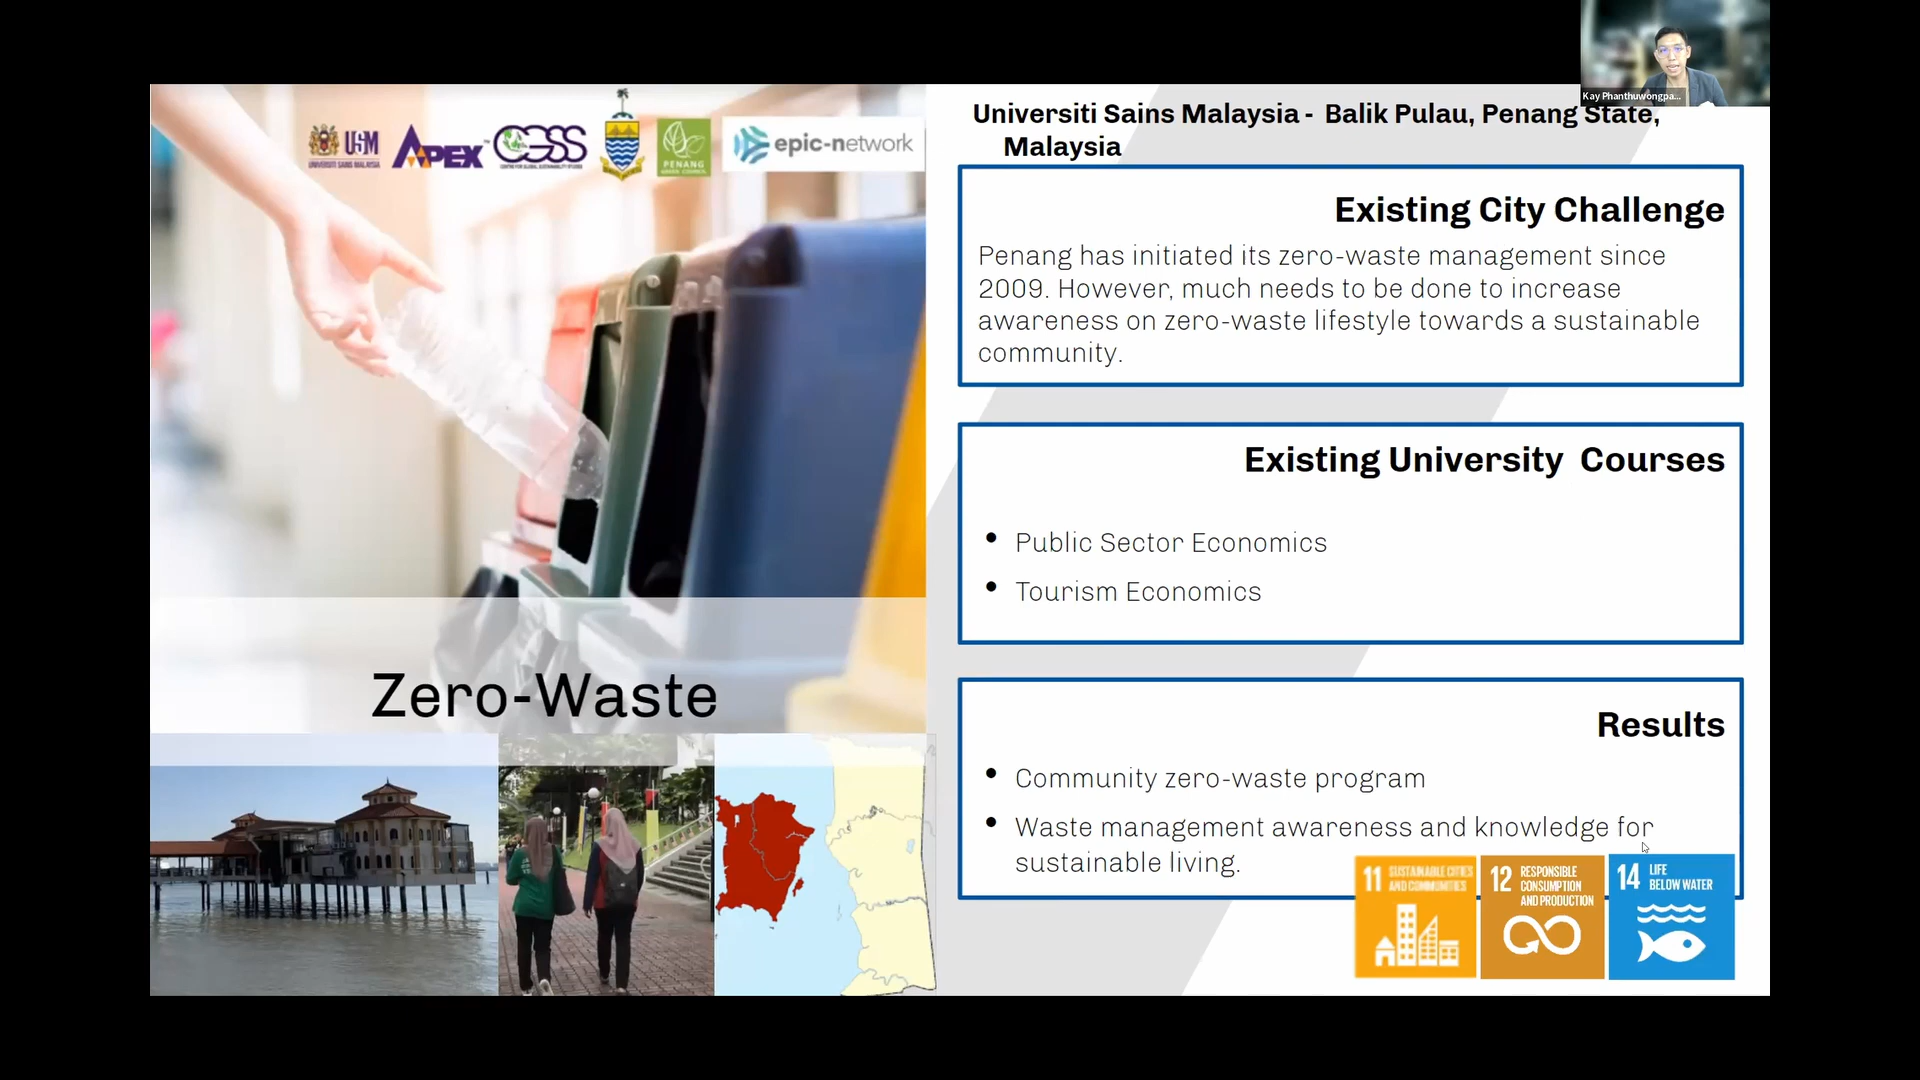 Kay Phanthuwongpa...
USM
UNIVERSITI SAINS MALAYSIA
APEX™
CGSS
CENTRE FOR GLOBAL SUSTAINABILITY STUDIES
PENANG
GREEN COUNCIL
epic-network
Zero-Waste
Universiti Sains Malaysia - Balik Pulau, Penang State,
Malaysia
Existing City Challenge
Penang has initiated its zero-waste management since
2009. However, much needs to be done to increase
awareness on zero-waste lifestyle towards a sustainable
community.
Existing University Courses
• Public Sector Economics
• Tourism Economics
Results
• Community zero-waste program
• Waste management awareness and knowledge for
sustainable living.
11 SUSTAINABLE CITIES
AND COMMUNITIES
12 RESPONSIBLE
CONSUMPTION
AND PRODUCTION
14 LIFE
BELOW WATER